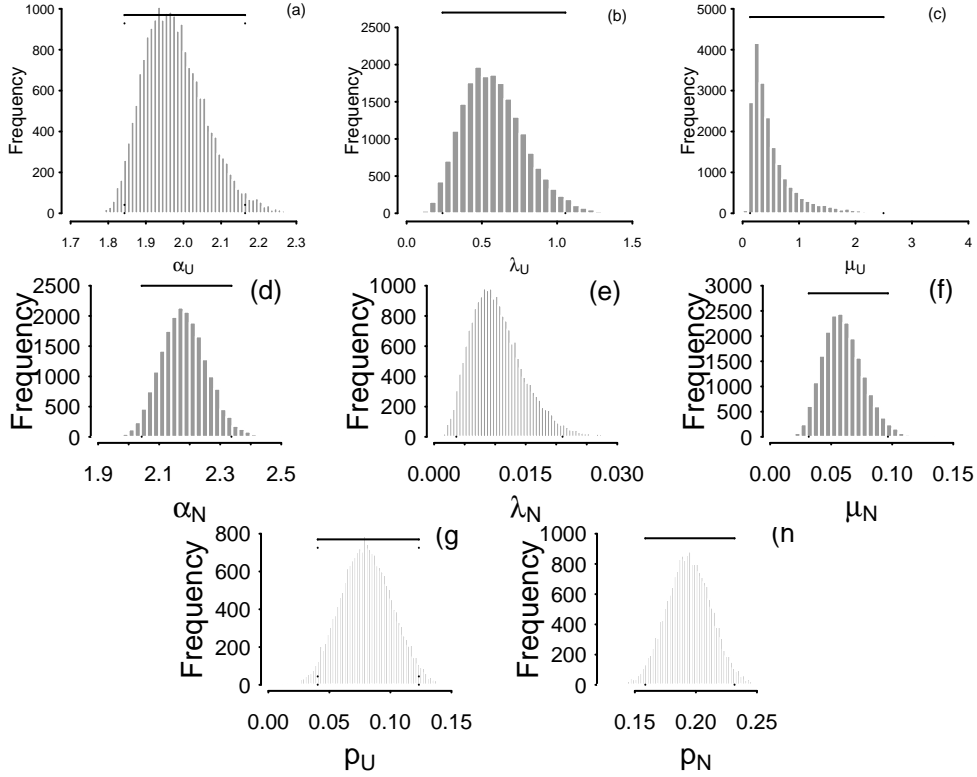 (a)
1000
800
600
400
200
0
Frequency
1.7 1.8 1.9 2.0 2.1 2.2 2.3
αU
(b)
2500
2000
1500
1000
500
0
Frequency
0.0 0.5 1.0 1.5
λU
(c)
5000
4000
3000
2000
1000
0
Frequency
0 1 2 3 4
μU
(d)
2500
2000
1500
1000
500
0
Frequency
1.9 2.1 2.3 2.5
αN
(e)
1000
800
600
400
200
0
Frequency
0.000 0.015 0.030
λN
(f)
3000
2500
2000
1500
1000
500
0
Frequency
0.00 0.05 0.10 0.15
μN
(g
800
600
400
200
0
Frequency
0.00 0.05 0.10 0.15
pU
(h
1000
800
600
400
200
0
Frequency
0.15 0.20 0.25
pN